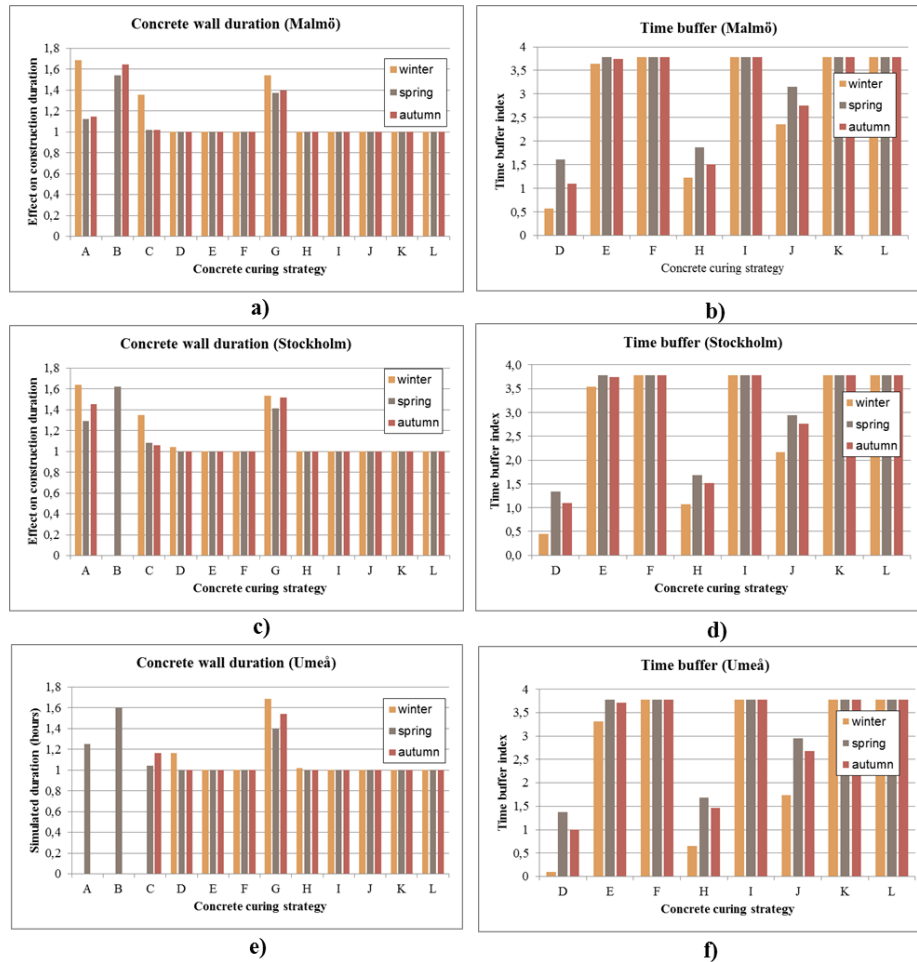 Concrete wall duration (Malmö)
Effect on construction duration
1,8
1,6
1,4
1,2
1
0,8
0,6
0,4
0,2
0
winter
spring
autumn
A B C D E F G H I J K L
Concrete curing strategy
a)
Time buffer (Malmö)
Time buffer index
4
3,5
3
2,5
2
1,5
1
0,5
0
winter
spring
autumn
D E F H I J K L
Concrete curing strategy
b)
Concrete wall duration (Stockholm)
Effect on construction duration
1,8
1,6
1,4
1,2
1
0,8
0,6
0,4
0,2
0
winter
spring
autumn
A B C D E F G H I J K L
Concrete curing strategy
c)
Time buffer (Stockholm)
Time buffer index
4,0
3,5
3,0
2,5
2,0
1,5
1,0
0,5
0,0
winter
spring
autumn
D E F H I J K L
Concrete curing strategy
d)
Concrete wall duration (Umeå)
Simulated duration (hours)
1,8
1,6
1,4
1,2
1
0,8
0,6
0,4
0,2
0
winter
spring
autumn
A B C D E F G H I J K L
Concrete curing strategy
e)
Time buffer (Umeå)
Time buffer index
4
3,5
3
2,5
2
1,5
1
0,5
0
winter
spring
autumn
D E F H I J K L
Concrete curing strategy
f)